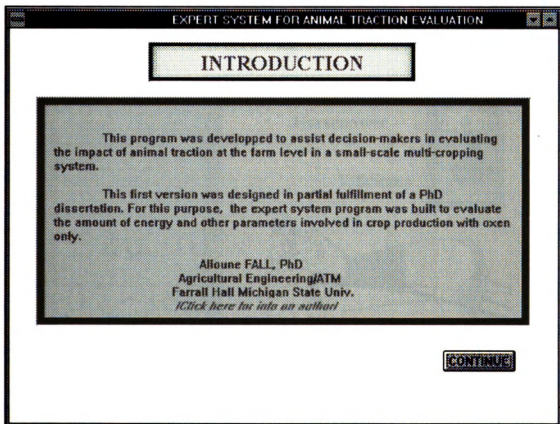 EXPERT SYSTEM FOR ANIMAL TRACTION EVALUATION
INTRODUCTION
This program was developped to assist decision-makers in evaluating
the impact of animal traction at the farm level in a small-scale multi-cropping
system.
This first version was designed in partial fulfillment of a PhD
dissertation. For this purpose, the expert system program was built to evaluate
the amount of energy and other parameters involved in crop production with oxen
only.
Alioune FALL, PhD
Agricultural Engineering/ATM
Farrall Hall Michigan State Univ.
(Click here for info on author)
CONTINUE